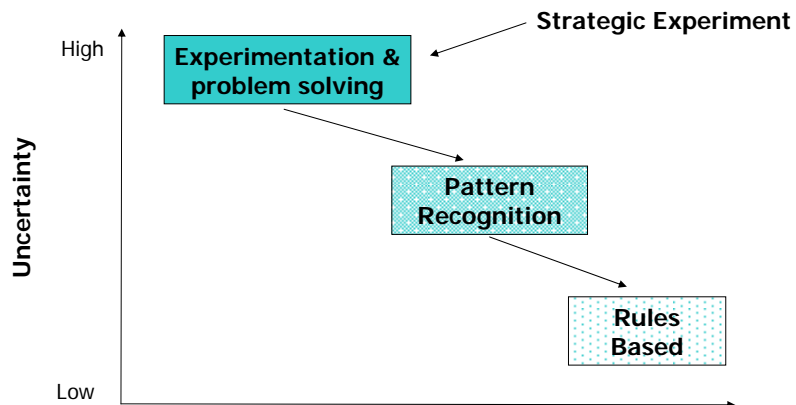 Strategic Experiment
High
Experimentation &
problem solving
Pattern
Recognition
Uncertainty
Rules
Based
Low